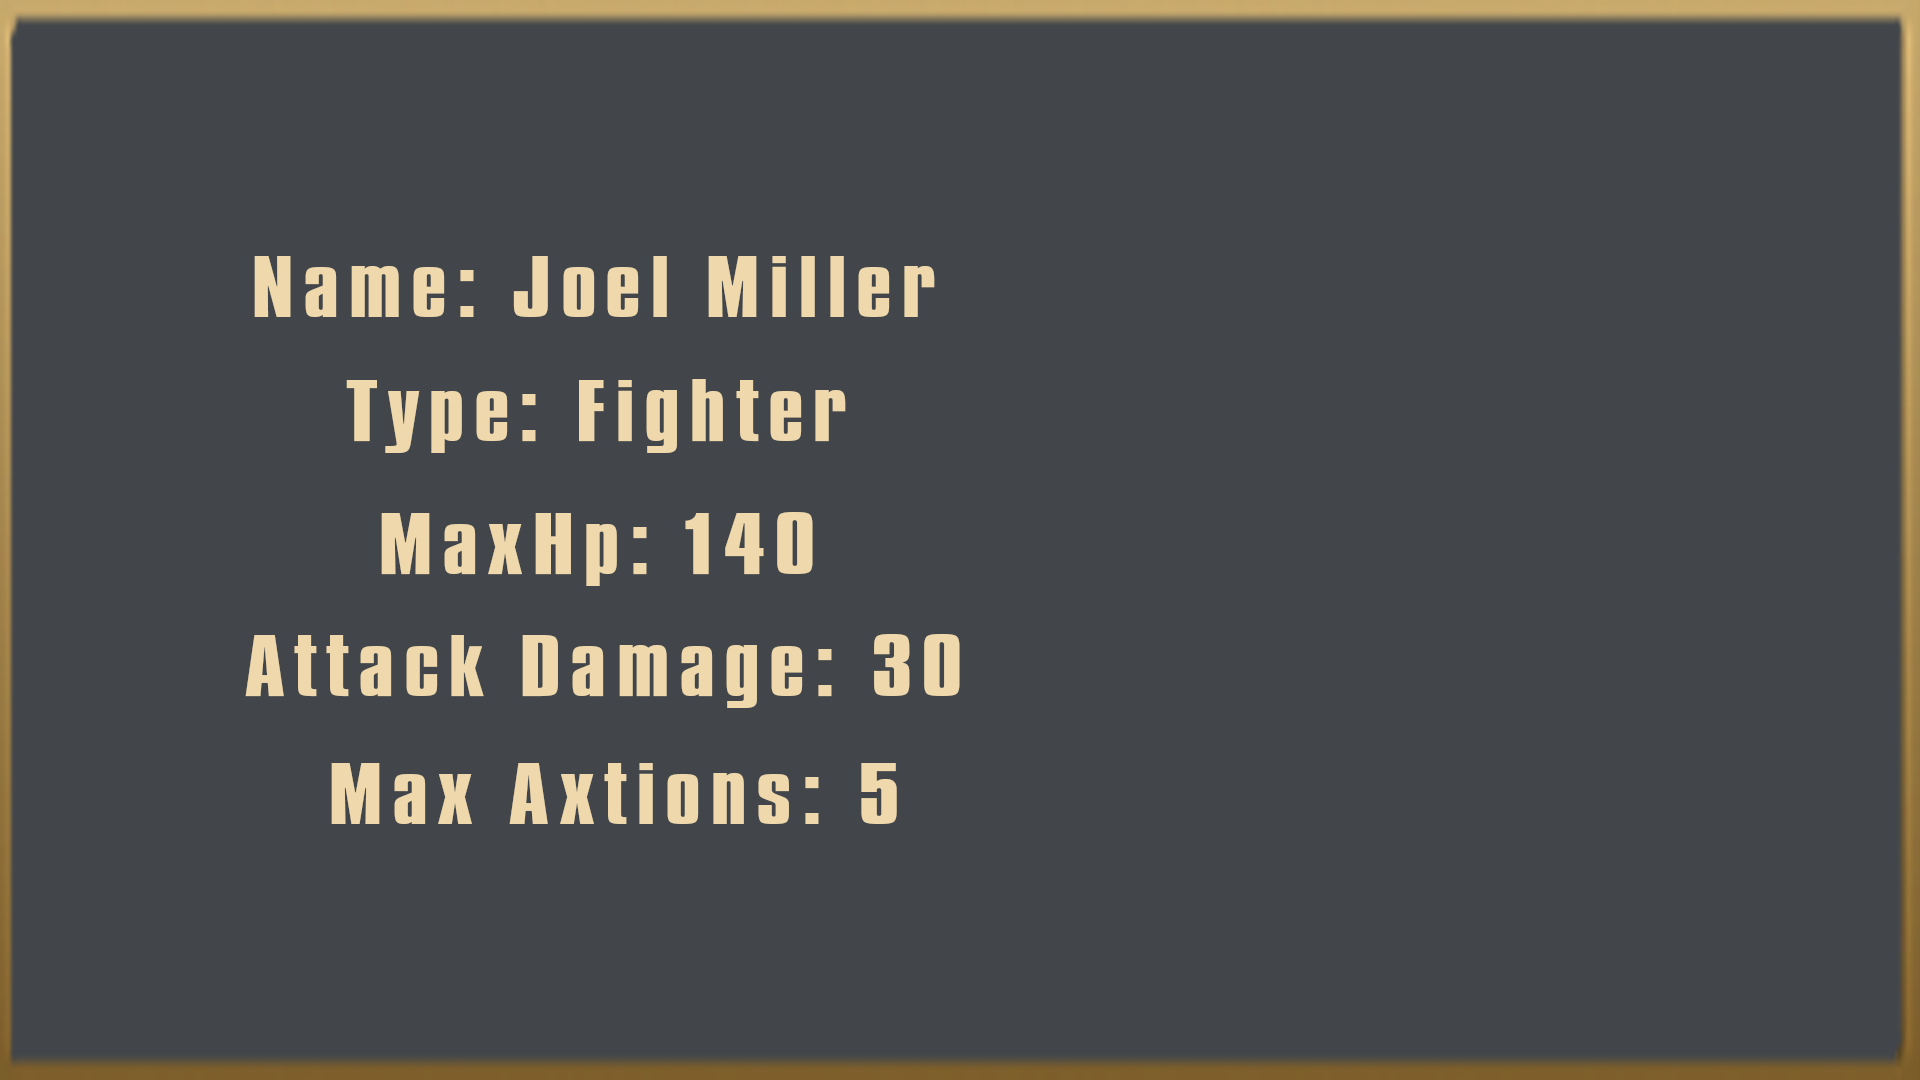 Name: Joel Miller
Type: Fighter
MaxHp: 140
Attack Damage: 30
Max Axtions: 5